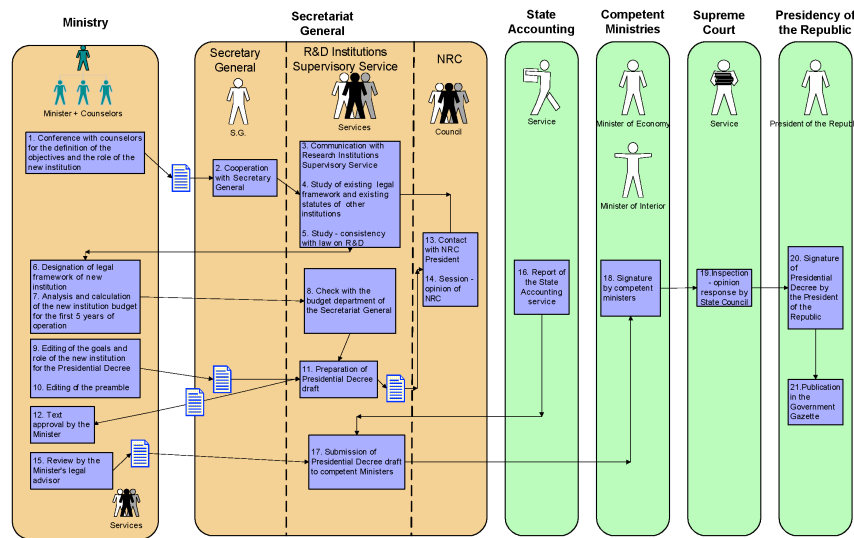 Ministry
Secretariat
General
State
Accounting
Competent
Ministries
Supreme
Court
Presidency of
the Republic
Minister + Counselors
Secretary
General
S.G.
R&D Institutions
Supervisory Service
Services
NRC
Council
Service
Minister of Economy
Minister of Interior
Service
President of the Republ
1. Conference with counselors
for the definition of the
objectives and the role of the
new institution
2. Cooperation
with Secretary
General
3. Communication with
Research Institutions
Supervisory Service
4. Study of existing legal
framework and existing
statutes of other
institutions
5. Study - consistency
with law on R&D
6. Designation of legal
framework of new
institution
7. Analysis and calculation
of the new institution budget
for the first 5 years of
operation
8. Check with the
budget department of
the Secretariat General
9. Editing of the goals and
role of the new institution
for the Presidential Decree
10. Editing of the preamble
11. Preparation of
Presidential Decree
draft
12. Text
approval by the
Minister
13. Contact
with NRC
President
14. Session -
opinion of
NRC
15. Review by the
Minister's legal
advisor
Services
16. Report of
the State
Accounting
service
17. Submission of
Presidential Decree draft
to competent Ministers
18. Signature
by competent
ministers
19.Inspection
- opinion
response by
State Council
20.
Signature of
Presidential
Decree by
the President
of the
Republic
21.Publication
in the
Government
Gazette